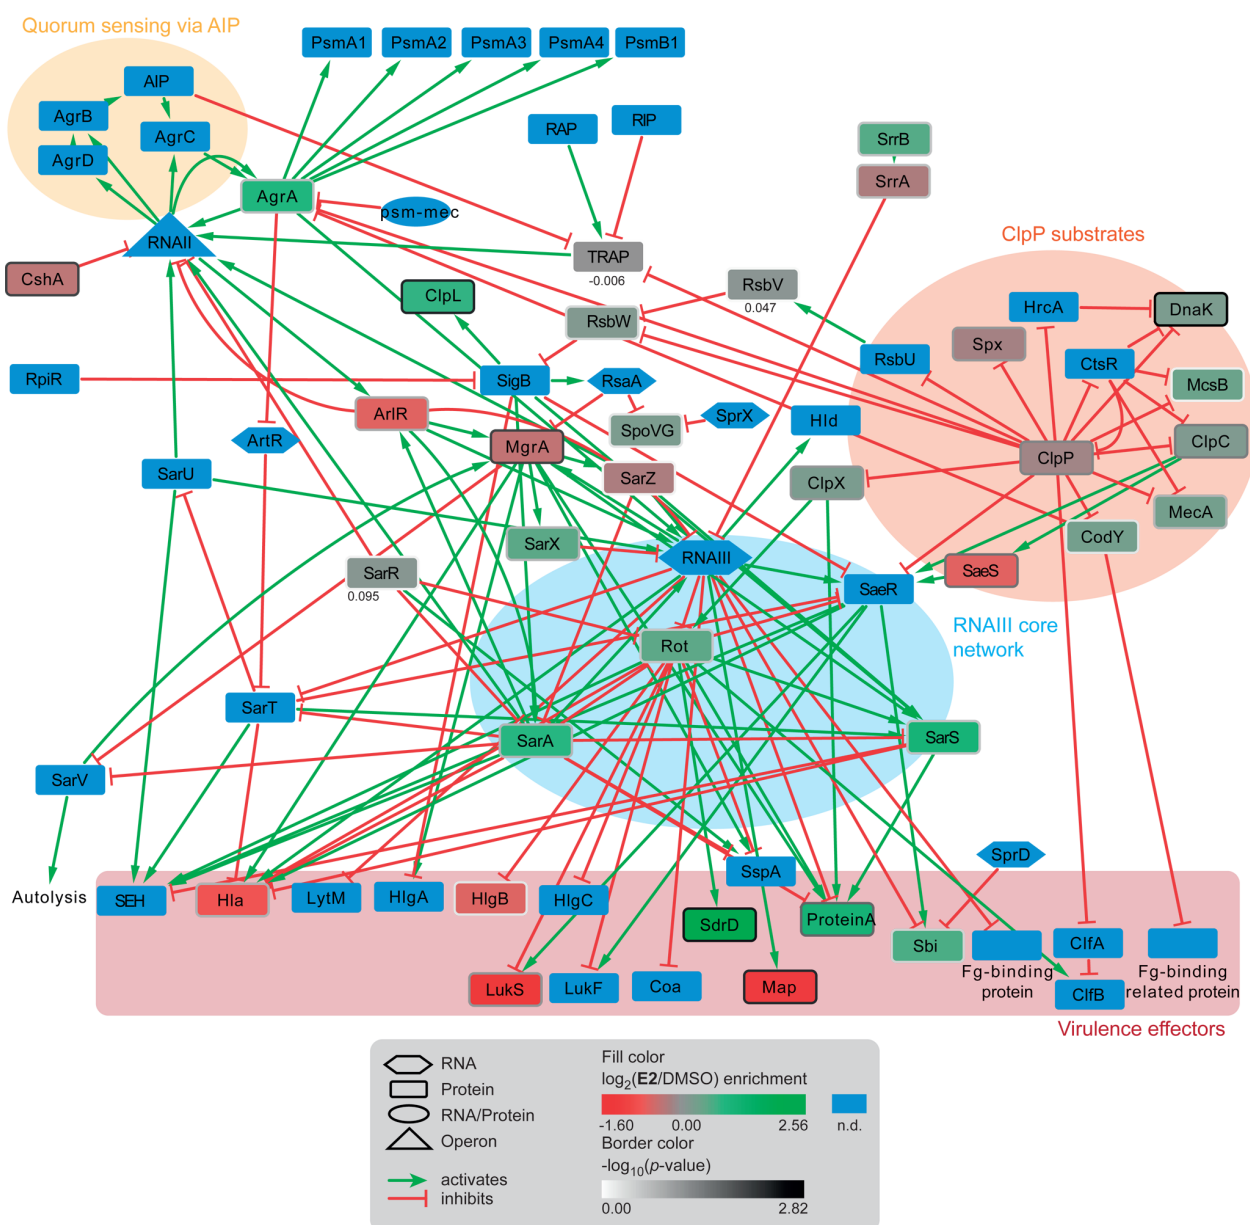 Quorum sensing via AIP
PsmA1 PsmA2 PsmA3 PsmA4 PsmB1
AIP
AgrB
AgrC
AgrD
RAP
RIP
SrrB
SrrA
AgrA
psm-mec
RNAII
TRAP
-0.006
ClpP substrates
CshA
ClpL
RsbV
0.047
RsbW
HrcA
DnaK
Spx
RsbU
CtsR
McsB
RpiR
SigB
RsaA
ArlR
SpoVG
SprX
Hld
ArtR
MgrA
ClpP
ClpC
SarU
SarZ
ClpX
MecA
SarX
CodY
RNAIII
SarR
0.095
SaeR
SaeS
RNAIII core
network
Rot
SarT
SarA
SarS
SarV
SprD
SspA
Autolysis
SEH
Hla
LytM
HlgA
HlgB
HlgC
SdrD
ProteinA
Sbi
ClfA
Fg-binding
protein
Fg-binding
related protein
LukS
LukF
Coa
Map
ClfB
Virulence effectors
RNA
Protein
RNA/Protein
Operon
activates
inhibits
Fill color
log2(E2/DMSO) enrichment
-1.60 0.00 2.56 n.d.
Border color
-log10(p-value)
0.00 2.82